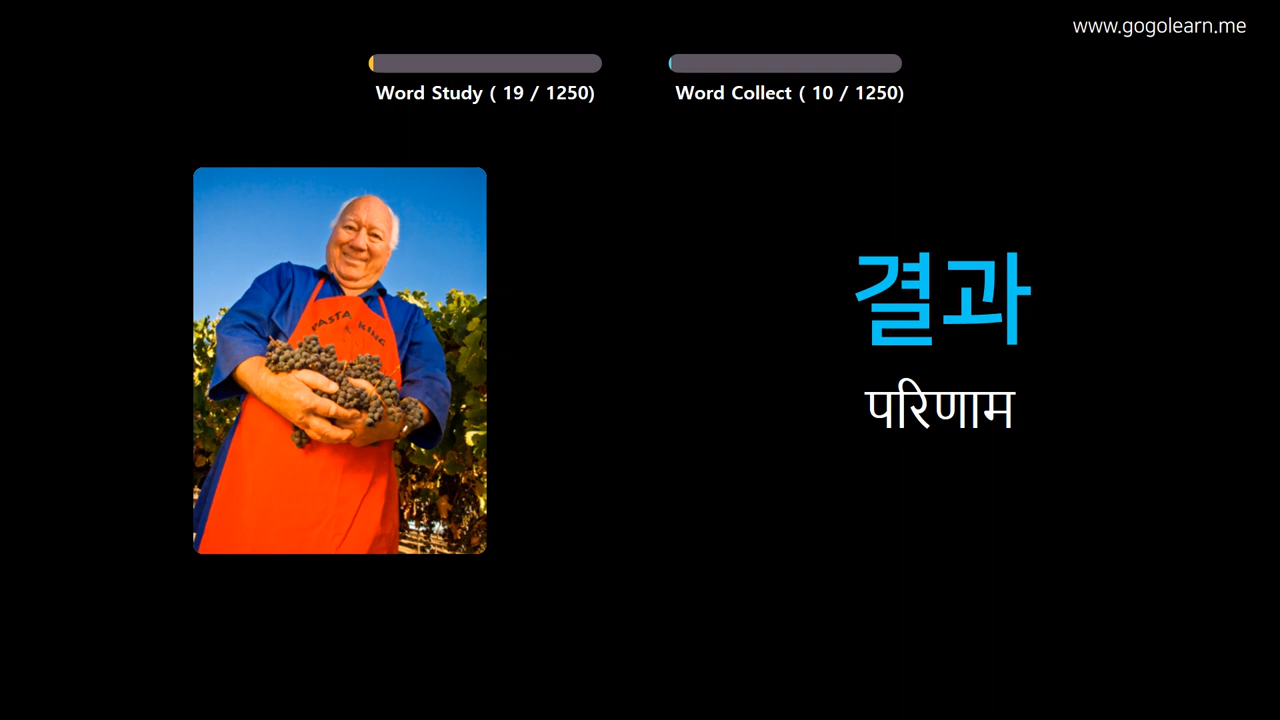 www.gogolearn.me
Word Study ( 19 / 1250)
Word Collect ( 10 / 1250)
PASTA KING
결과
परिणाम